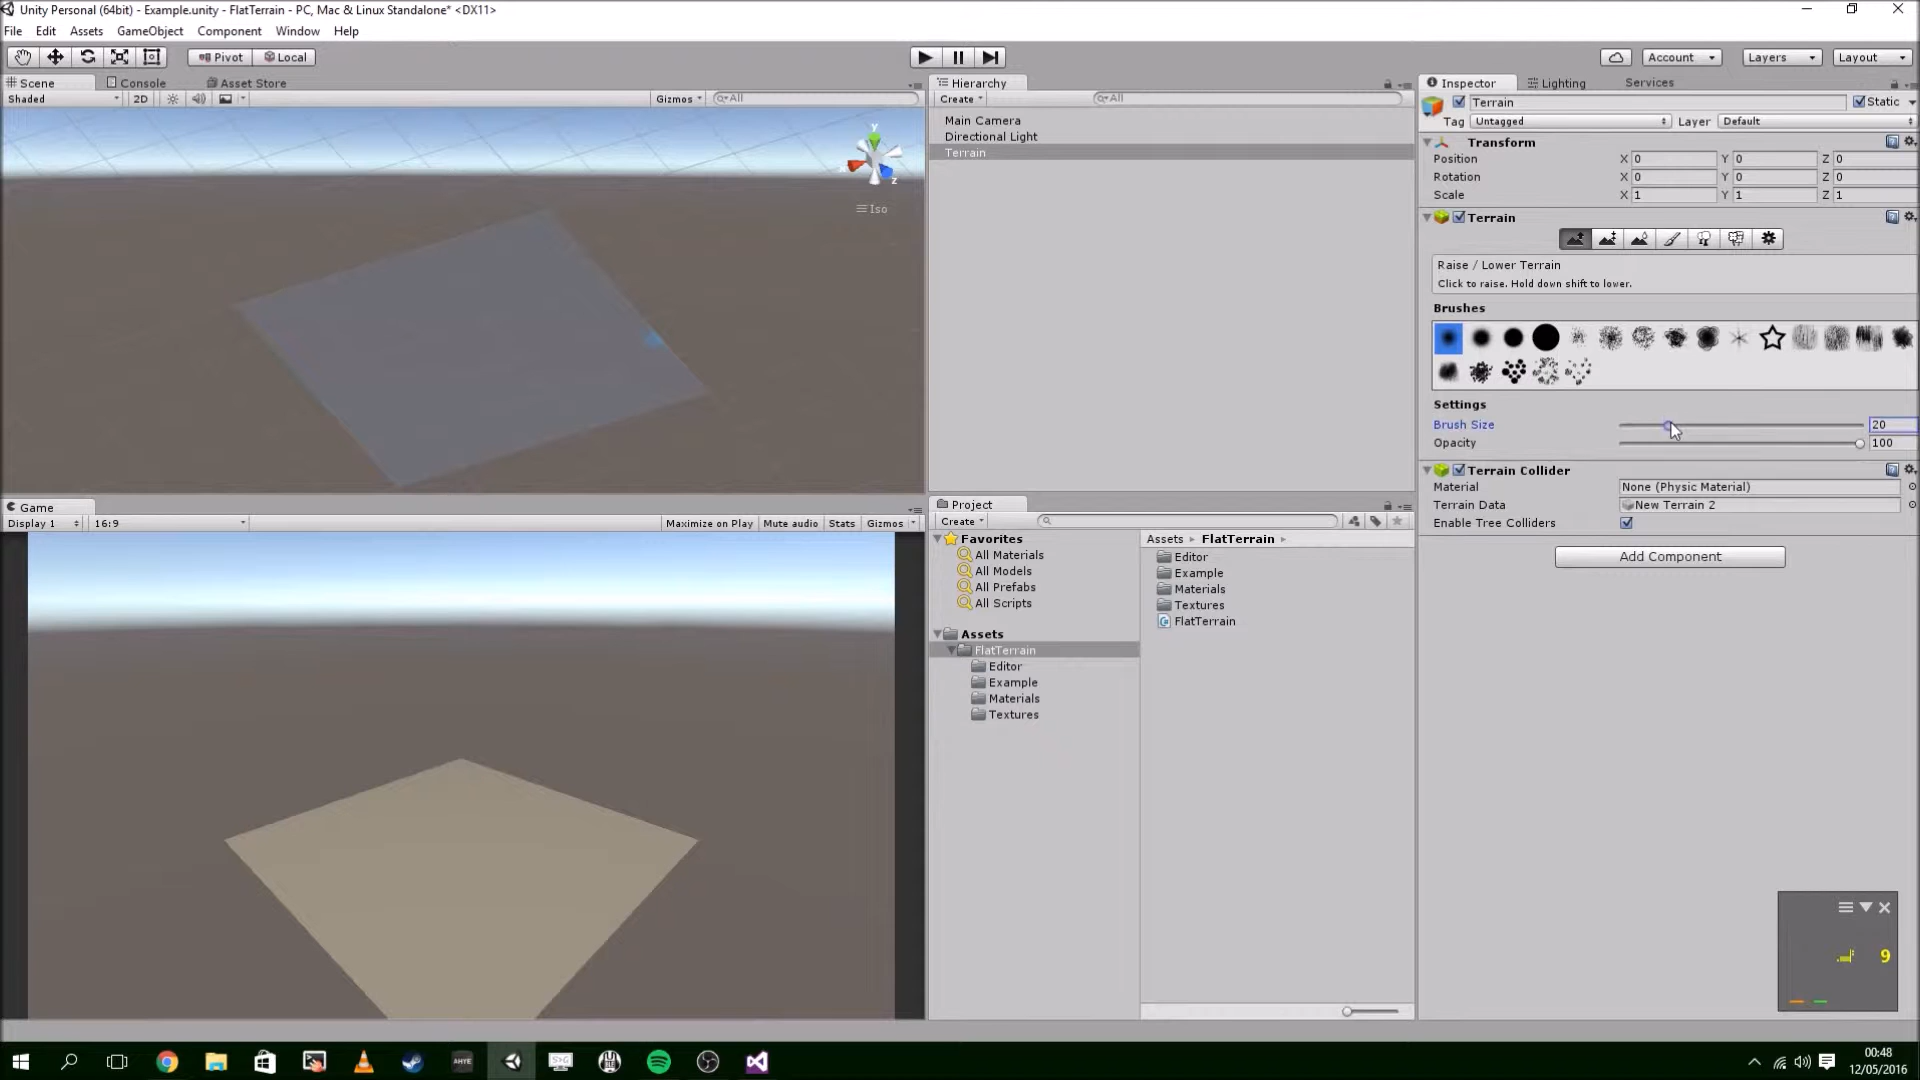 Unity Personal (64bit) - Example.unity - FlatTerrain - PC, Mac & Linux Standalone* <DX11>
File Edit Assets GameObject Component Window Help
Pivot Local Account Layers Layout
Scene Console Asset Store
Shaded 2D Gizmos All
y
z
Iso
Hierarchy
Create All
Main Camera
Directional Light
Terrain
Inspector Lighting Services
Terrain Static
Tag Untagged Layer Default
Transform
Position X 0 Y 0 Z 0
Rotation X 0 Y 0 Z 0
Scale X 1 Y 1 Z 1
Terrain
Raise / Lower Terrain
Click to raise. Hold down shift to lower.
Brushes
Settings
Brush Size 20
Opacity 100
Terrain Collider
Material None (Physic Material)
Terrain Data New Terrain 2
Enable Tree Colliders
Add Component
Game
Display 1 16:9 Maximize on Play Mute audio Stats Gizmos
Project
Create
Favorites
All Materials
All Models
All Prefabs
All Scripts
Assets
FlatTerrain
Editor
Example
Materials
Textures
Assets FlatTerrain
Editor
Example
Materials
Textures
FlatTerrain
9
AHYE
00:48
12/05/2016